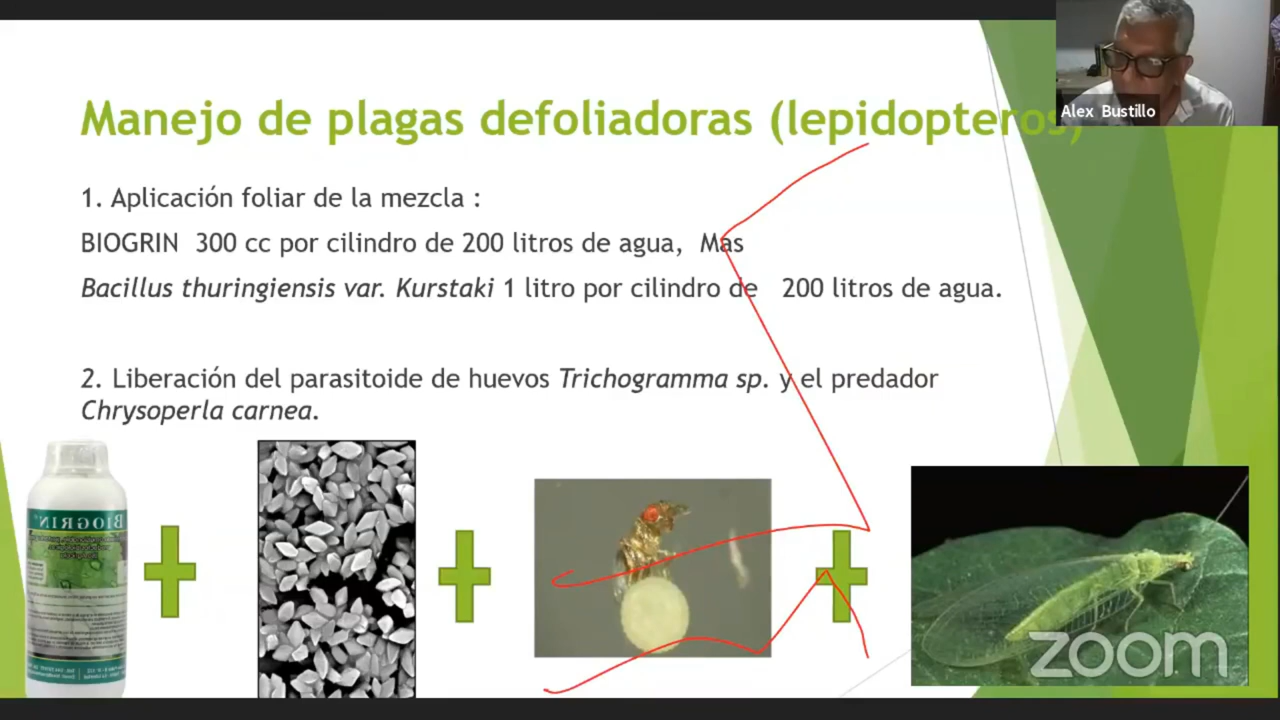 Alex Bustillo
Manejo de plagas defoliadoras (lepidopteros)
1. Aplicación foliar de la mezcla :
BIOGRIN 300 cc por cilindro de 200 litros de agua, Mas
Bacillus thuringiensis var. Kurstaki 1 litro por cilindro de 200 litros de agua.
2. Liberación del parasitoide de huevos Trichogramma sp. y el predador
Chrysoperla carnea.
BIOGRIN
zoom